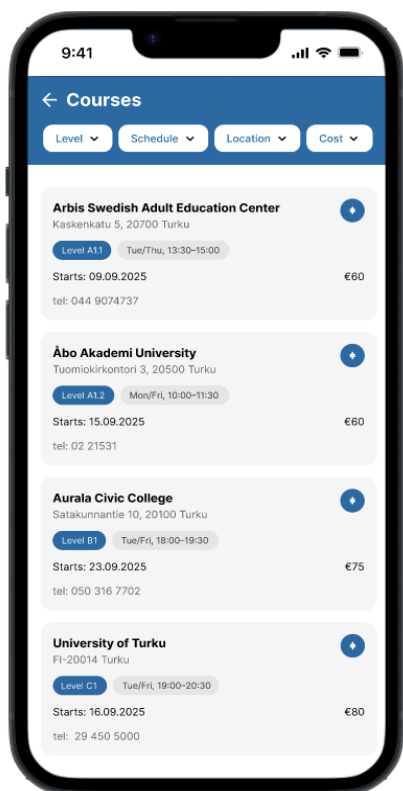 9:41
Courses
Level Schedule Location Cost
Arbis Swedish Adult Education Center
Kaskenkatu 5, 20700 Turku
Level A1.1 Tue/Thu, 13:30–15:00
Starts: 09.09.2025 €60
tel: 044 9074737
Åbo Akademi University
Tuomiokirkontori 3, 20500 Turku
Level A1.2 Mon/Fri, 10:00–11:30
Starts: 15.09.2025 €60
tel: 02 21531
Aurala Civic College
Satakunnantie 10, 20100 Turku
Level B1 Tue/Fri, 18:00–19:30
Starts: 23.09.2025 €75
tel: 050 316 7702
University of Turku
FI-20014 Turku
Level C1 Tue/Fri, 19:00–20:30
Starts: 16.09.2025 €80
tel: 29 450 5000